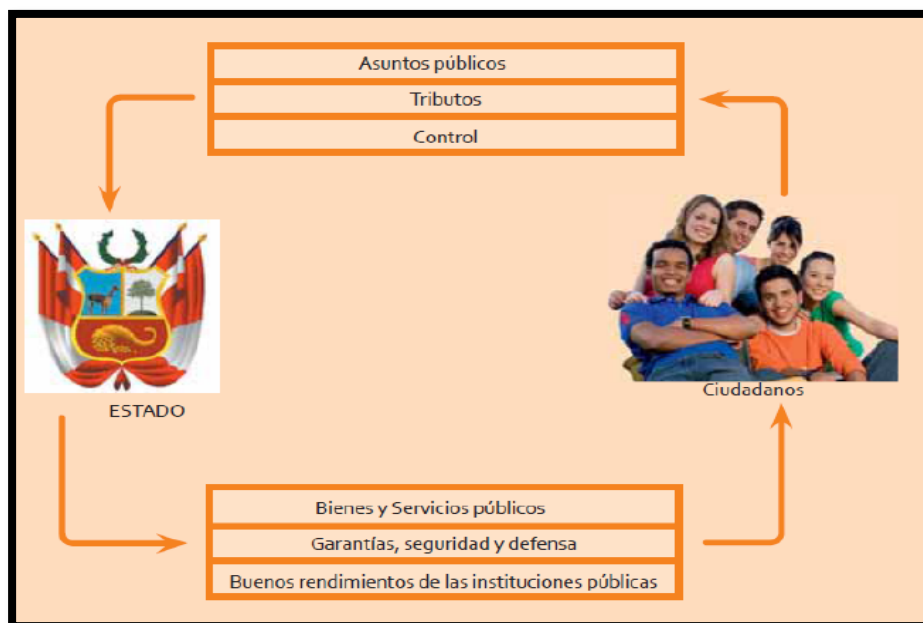 Asuntos públicos
Tributos
Control
ESTADO
Ciudadanos
Bienes y Servicios públicos
Garantías, seguridad y defensa
Buenos rendimientos de las instituciones públicas